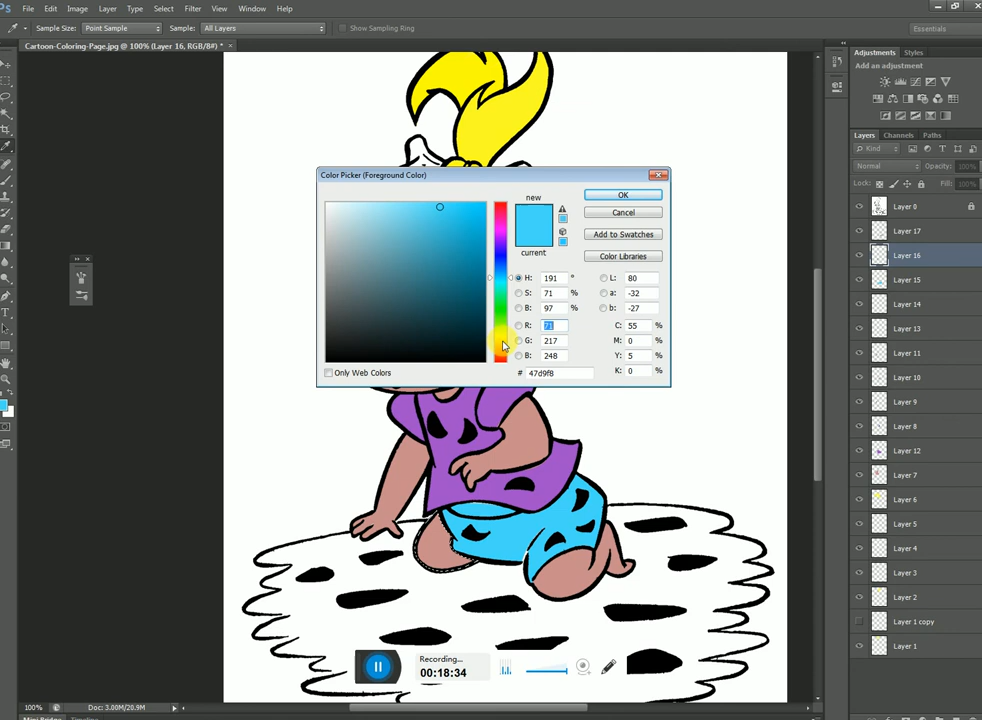 Ps File Edit Image Layer Type Select Filter View Window Help
Sample Size: Point Sample Sample: All Layers Show Sampling Ring Essentials
Cartoon-Coloring-Page.jpg @ 100% (Layer 16, RGB/8#) * ×
Adjustments Styles
Add an adjustment
Layers Channels Paths
Kind
Normal Opacity: 100%
Lock: Fill: 100%
Layer 0
Layer 17
Layer 16
Layer 15
Layer 14
Layer 13
Layer 11
Layer 10
Layer 9
Layer 8
Layer 12
Layer 7
Layer 6
Layer 5
Layer 4
Layer 3
Layer 2
Layer 1 copy
Layer 1
Color Picker (Foreground Color)
new
current
OK
Cancel
Add to Swatches
Color Libraries
H: 191 °
S: 71 %
B: 97 %
R: 71
G: 217
B: 248
L: 80
a: -32
b: -27
C: 55 %
M: 0 %
Y: 5 %
K: 0 %
# 47d9f8
Only Web Colors
Recording...
00:18:34
100% Doc: 3.00M/20.9M
Mini Bridge Timeline